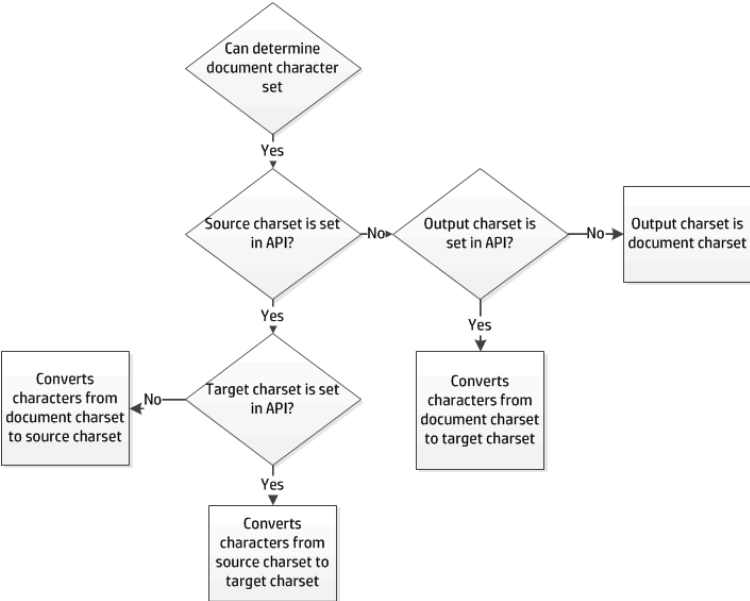 Can determine
document character
set
Yes
Source charset is set
in API?
No
Output charset is
set in API?
No
Output charset is
document charset
Yes
Yes
Converts
characters from
document charset
to source charset
No
Target charset is set
in API?
Converts
characters from
document charset
to target charset
Yes
Converts
characters from
source charset to
target charset